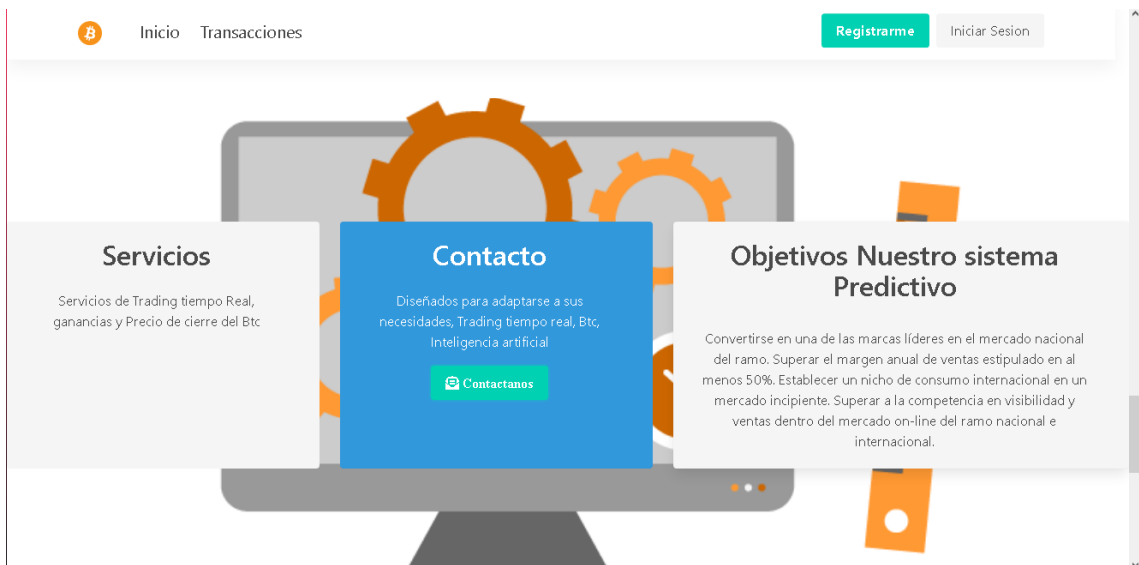 Inicio Transacciones
Registrarme Iniciar Sesion
Servicios
Servicios de Trading tiempo Real,
ganancias y Precio de cierre del Btc
Contacto
Diseñados para adaptarse a sus
necesidades, Trading tiempo real, Btc,
Inteligencia artificial
Contactanos
Objetivos Nuestro sistema
Predictivo
Convertirse en una de las marcas líderes en el mercado nacional
del ramo. Superar el margen anual de ventas estipulado en al
menos 50%. Establecer un nicho de consumo internacional en un
mercado incipiente. Superar a la competencia en visibilidad y
ventas dentro del mercado on-line del ramo nacional e
internacional.